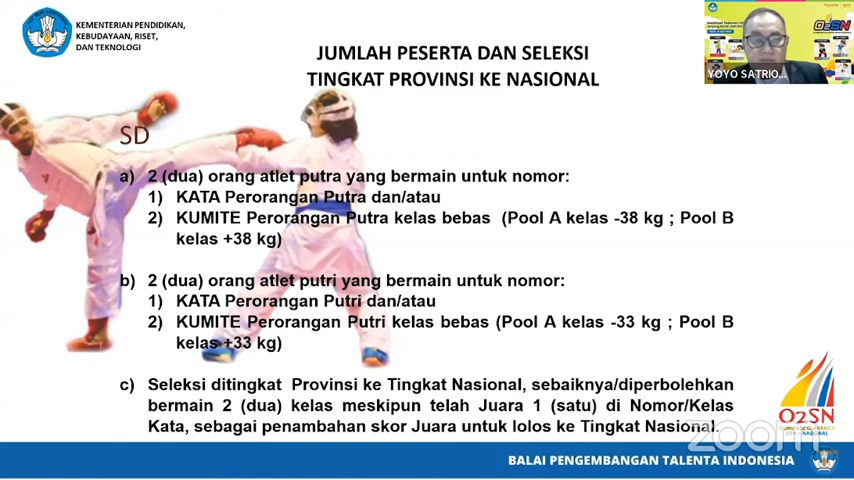 KEMENTERIAN PENDIDIKAN,
KEBUDAYAAN, RISET,
DAN TEKNOLOGI
JUMLAH PESERTA DAN SELEKSI
TINGKAT PROVINSI KE NASIONAL
O2SN
YOYO SATRIO...
SD
a) 2 (dua) orang atlet putra yang bermain untuk nomor:
1) KATA Perorangan Putra dan/atau
2) KUMITE Perorangan Putra kelas bebas (Pool A kelas -38 kg ; Pool B
kelas +38 kg)
b) 2 (dua) orang atlet putri yang bermain untuk nomor:
1) KATA Perorangan Putri dan/atau
2) KUMITE Perorangan Putri kelas bebas (Pool A kelas -33 kg ; Pool B
kelas +33 kg)
c) Seleksi ditingkat Provinsi ke Tingkat Nasional, sebaiknya/diperbolehkan
bermain 2 (dua) kelas meskipun telah Juara 1 (satu) di Nomor/Kelas
Kata, sebagai penambahan skor Juara untuk lolos ke Tingkat Nasional.
O2SN
zoom
BALAI PENGEMBANGAN TALENTA INDONESIA